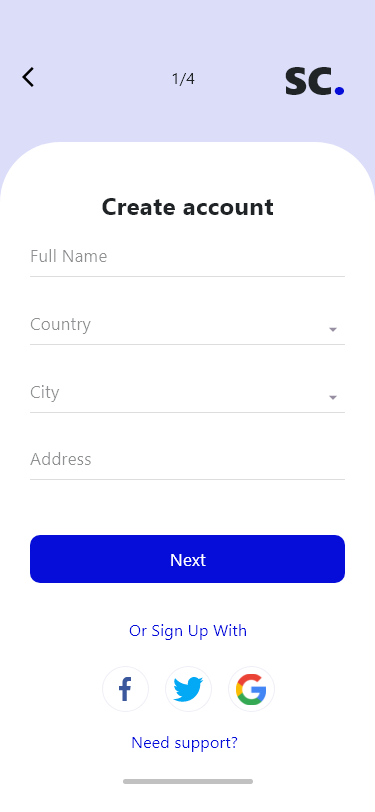 1/4
SC.
Create account
Full Name
Country
City
Address
Next
Or Sign Up With
Need support?